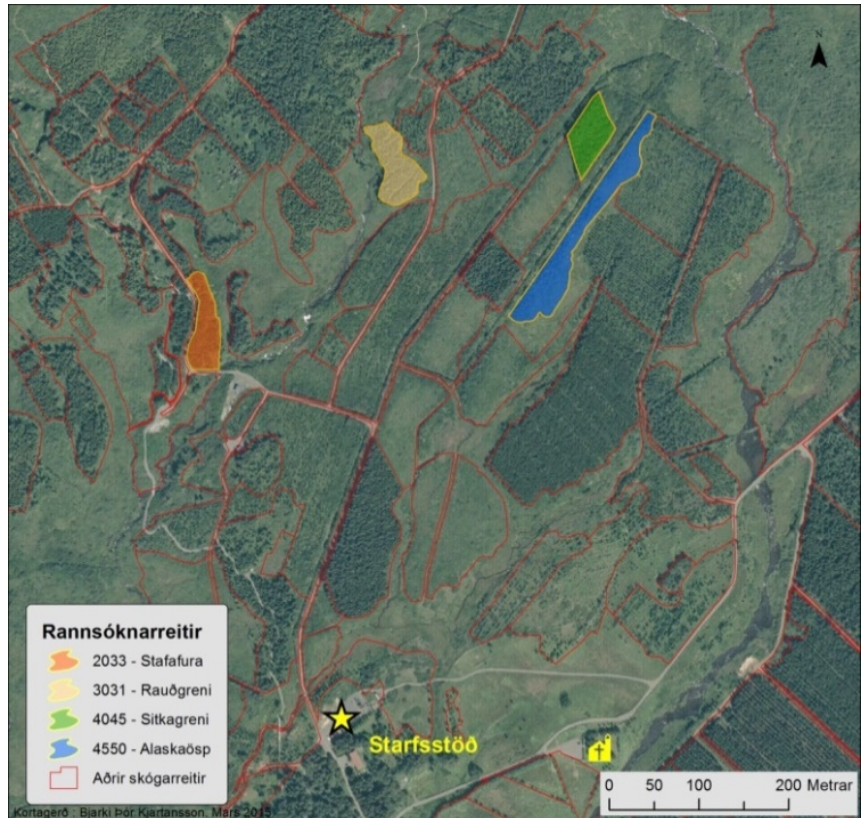 N
Starfsstöð
Rannsóknarreitir
2033 - Stafafura
3031 - Rauðgreni
4045 - Sitkagreni
4550 - Alaskaösp
Aðrir skógarreitir
0 50 100 200 Metrar
Kortagerð : Bjarki Þór Kjartansson, Mars 2015